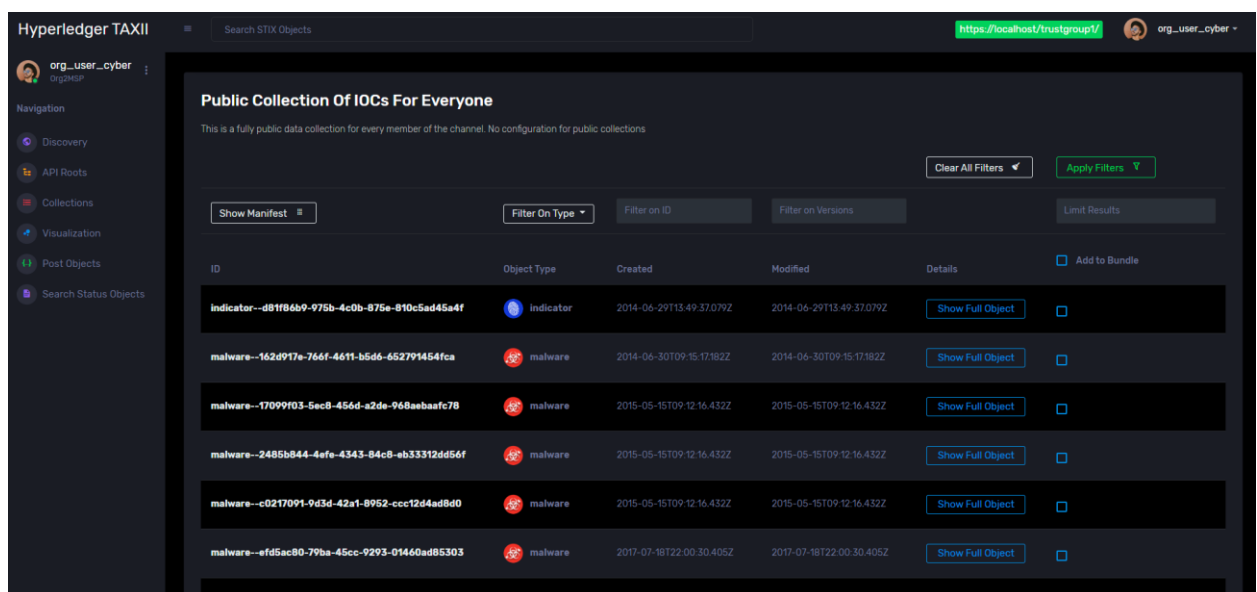 Hyperledger TAXII
Search STIX Objects
https://localhost/trustgroup1/
org_user_cyber
org_user_cyber
Org2MSP
Navigation
Discovery
API Roots
Collections
Visualization
Post Objects
Search Status Objects
Public Collection Of IOCs For Everyone
This is a fully public data collection for every member of the channel. No configuration for public collections
Clear All Filters Apply Filters
Show Manifest Filter On Type Filter on ID Filter on Versions Limit Results
ID Object Type Created Modified Details Add to Bundle
indicator--d81f86b9-975b-4c0b-875e-810c5ad45a4f indicator 2014-06-29T13:49:37.079Z 2014-06-29T13:49:37.079Z Show Full Object
malware--162d917e-766f-4611-b5d6-652791454fca malware 2014-06-30T09:15:17.182Z 2014-06-30T09:15:17.182Z Show Full Object
malware--17099f03-5ec8-456d-a2de-968aebaafc78 malware 2015-05-15T09:12:16.432Z 2015-05-15T09:12:16.432Z Show Full Object
malware--2485b844-4efe-4343-84c8-eb33312dd56f malware 2015-05-15T09:12:16.432Z 2015-05-15T09:12:16.432Z Show Full Object
malware--c0217091-9d3d-42a1-8952-ccc12d4ad8d0 malware 2015-05-15T09:12:16.432Z 2015-05-15T09:12:16.432Z Show Full Object
malware--efd5ac80-79ba-45cc-9293-01460ad85303 malware 2017-07-18T22:00:30.405Z 2017-07-18T22:00:30.405Z Show Full Object